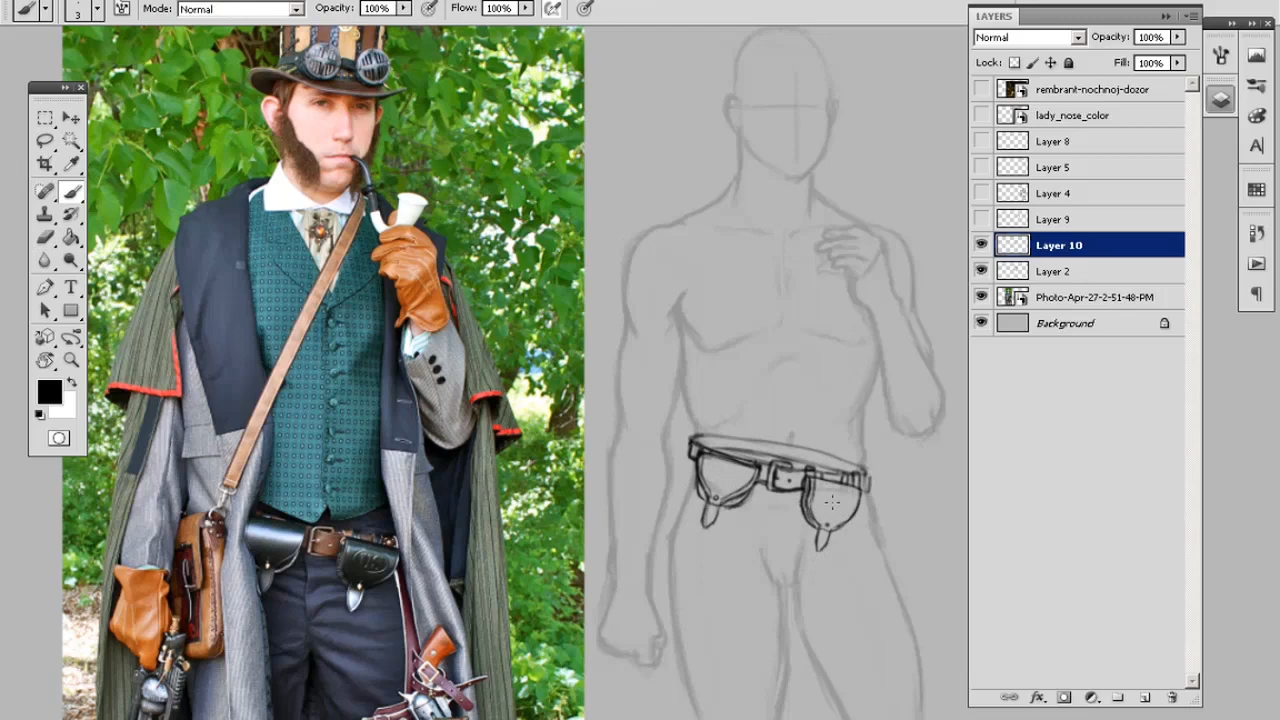 Mode: Normal Opacity: 100% Flow: 100%
3
LAYERS
Normal Opacity: 100%
Lock: Fill: 100%
rembrant-nochnoj-dozor
lady_nose_color
Layer 8
Layer 5
Layer 4
Layer 9
Layer 10
Layer 2
Photo-Apr-27-2-51-48-PM
Background